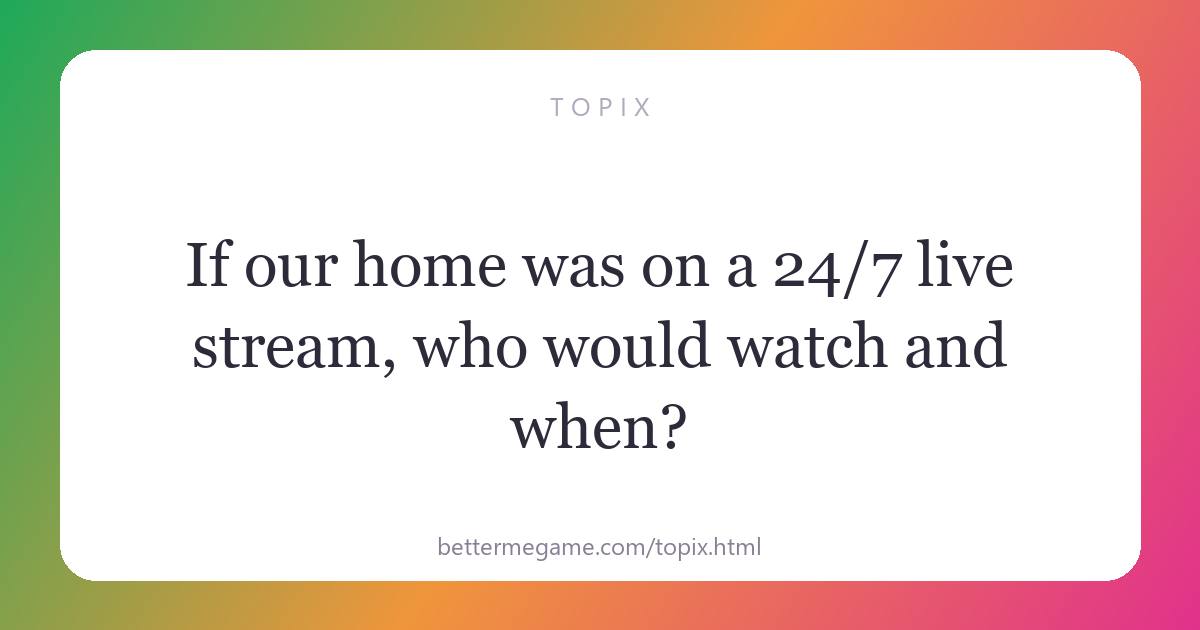 TOPIX
If our home was on a 24/7 live
stream, who would watch and
when?
bettermegame.com/topix.html